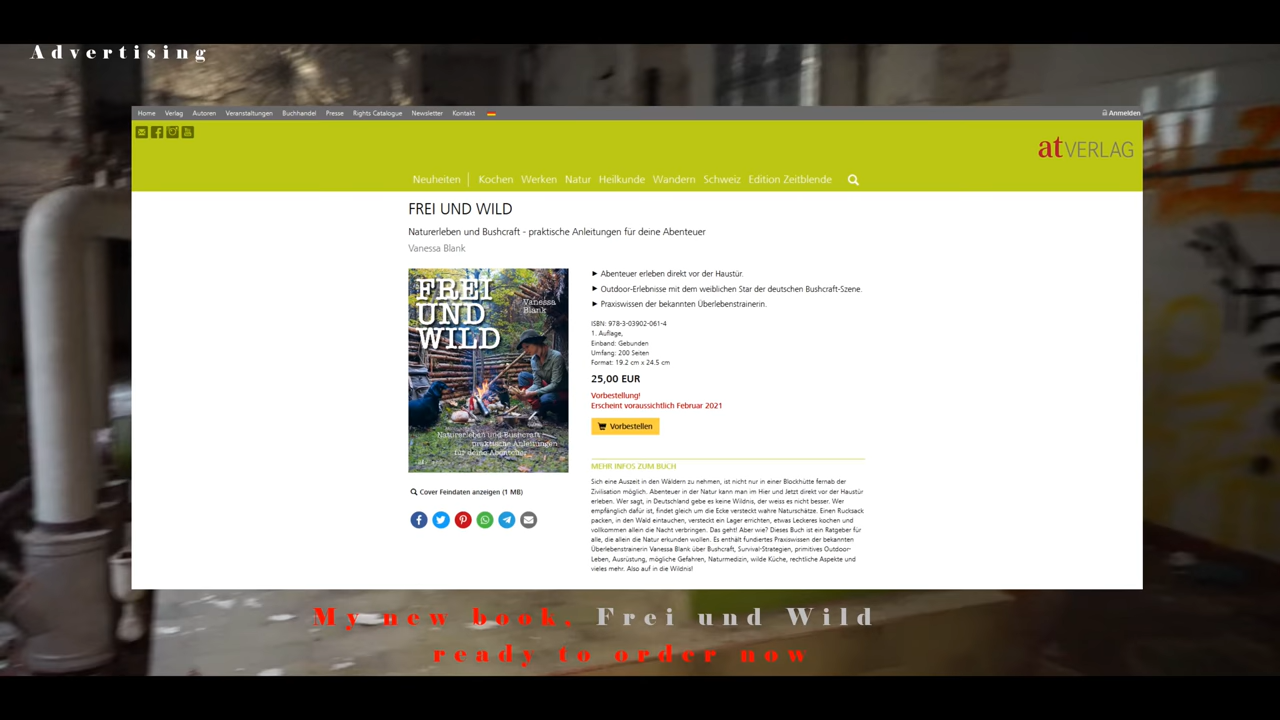 Advertising
Home Verlag Autoren Veranstaltungen Buchhandel Presse Rights Catalogue Newsletter Kontakt
Anmelden
at VERLAG
Neuheiten Kochen Werken Natur Heilkunde Wandern Schweiz Edition Zeitblende
FREI UND WILD
Naturerleben und Bushcraft - praktische Anleitungen für deine Abenteuer
Vanessa Blank
FREI
UND
WILD
Vanessa
Blank
Naturerleben und Bushcraft -
praktische Anleitungen
für deine Abenteuer
► Abenteuer erleben direkt vor der Haustür.
► Outdoor-Erlebnisse mit dem weiblichen Star der deutschen Bushcraft-Szene.
► Praxiswissen der bekannten Überlebenstrainerin.
ISBN: 978-3-03902-061-4
1. Auflage,
Einband: Gebunden
Umfang: 200 Seiten
Format: 19.2 cm x 24.5 cm
25,00 EUR
Vorbestellung!
Erscheint voraussichtlich Februar 2021
Vorbestellen
Cover Feindaten anzeigen (1 MB)
MEHR INFOS ZUM BUCH
Sich eine Auszeit in den Wäldern zu nehmen, ist nicht nur in einer Blockhütte fernab der
Zivilisation möglich. Abenteuer in der Natur kann man im Hier und Jetzt direkt vor der Haustür
erleben. Wer sagt, in Deutschland gebe es keine Wildnis, der weiss es nicht besser. Wer
empfänglich dafür ist, findet gleich um die Ecke versteckt wahre Naturschätze. Einen Rucksack
packen, in den Wald eintauchen, versteckt ein Lager errichten, etwas Leckeres kochen und
vollkommen allein die Nacht verbringen. Das geht! Aber wie? Dieses Buch ist ein Ratgeber für
alle, die allein die Natur erkunden wollen. Es enthält fundiertes Praxiswissen der bekannten
Überlebenstrainerin Vanessa Blank über Bushcraft, Survival-Strategien, primitives Outdoor-
Leben, Ausrüstung, mögliche Gefahren, Naturmedizin, wilde Küche, rechtliche Aspekte und
vieles mehr. Also auf in die Wildnis!
My new book, Frei und Wild
ready to order now